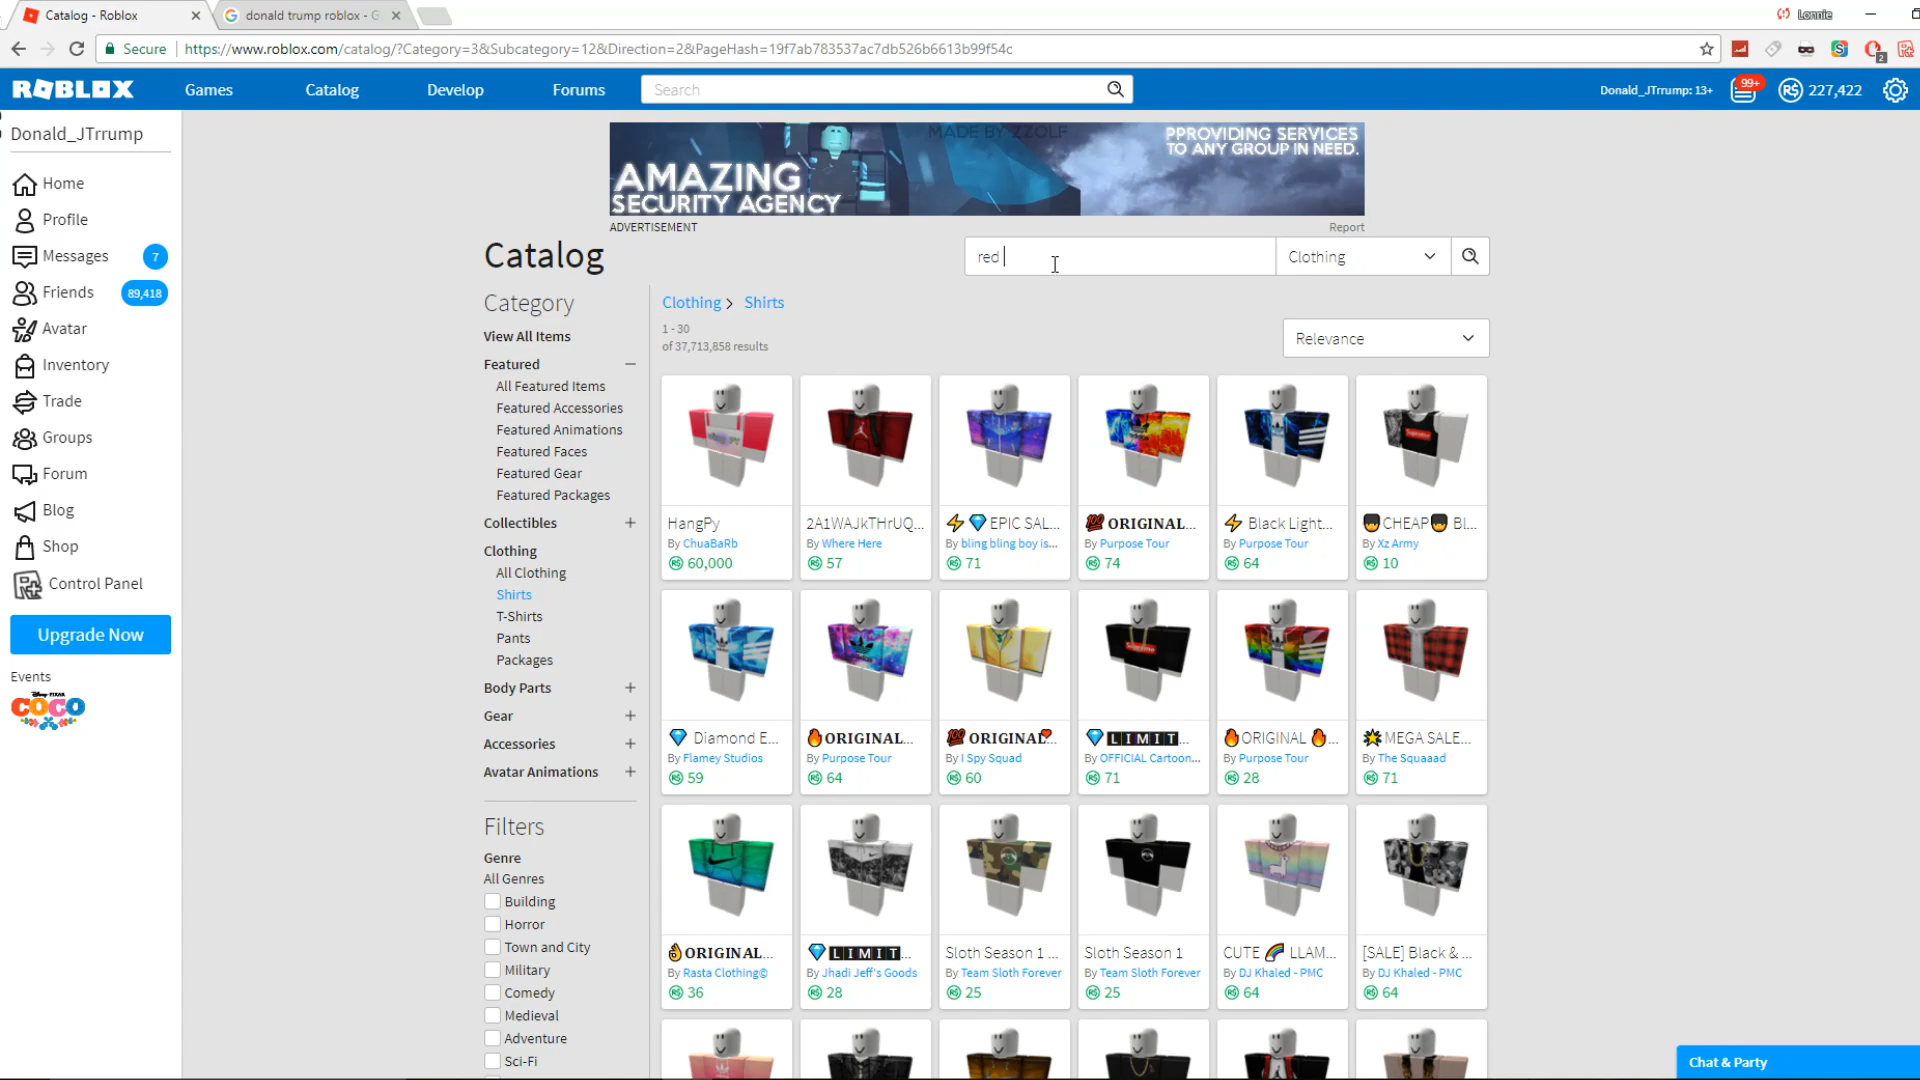 Catalog - Roblox
donald trump roblox - G
Lonnie
Secure
https://www.roblox.com/catalog/?Category=3&Subcategory=12&Direction=2&PageHash=19f7ab783537ac7db526b6613b99f54c
2
ROBLOX
Games
Catalog
Develop
Forums
Search
Donald_JTrrump: 13+
99+
R$ 227,422
Donald_JTrrump
Home
Profile
Messages 7
Friends 89,418
Avatar
Inventory
Trade
Groups
Forum
Blog
Shop
Control Panel
Upgrade Now
Events
Disney PIXAR
COCO
MADE BY ZZOLF
AMAZING
SECURITY AGENCY
PPROVIDING SERVICES
TO ANY GROUP IN NEED.
ADVERTISEMENT
Report
Catalog
red
Clothing
Category
View All Items
Featured
All Featured Items
Featured Accessories
Featured Animations
Featured Faces
Featured Gear
Featured Packages
Collectibles
Clothing
All Clothing
Shirts
T-Shirts
Pants
Packages
Body Parts
Gear
Accessories
Avatar Animations
Filters
Genre
All Genres
Building
Horror
Town and City
Military
Comedy
Medieval
Adventure
Sci-Fi
Clothing > Shirts
1 - 30
of 37,713,858 results
Relevance
HangPy
By ChuaBaRb
R$ 60,000
2A1WAJkTHrUQ...
By Where Here
R$ 57
⚡💎 EPIC SAL...
By bling bling boy is...
R$ 71
💯 ORIGINAL...
By Purpose Tour
R$ 74
⚡ Black Light...
By Purpose Tour
R$ 64
CHEAP Bl...
By Xz Army
R$ 10
💎 Diamond E...
By Flamey Studios
R$ 59
🔥ORIGINAL...
By Purpose Tour
R$ 64
💯 ORIGINAL...
By I Spy Squad
R$ 60
💎 LIMIT...
By OFFICIAL Cartoon...
R$ 71
🔥ORIGINAL 🔥...
By Purpose Tour
R$ 28
🌟MEGA SALE...
By The Squaaad
R$ 71
👌ORIGINAL...
By Rasta Clothing©
R$ 36
💎 LIMIT...
By Jhadi Jeff's Goods
R$ 28
Sloth Season 1 ...
By Team Sloth Forever
R$ 25
Sloth Season 1
By Team Sloth Forever
R$ 25
CUTE 🌈 LLAM...
By DJ Khaled - PMC
R$ 64
[SALE] Black & ...
By DJ Khaled - PMC
R$ 64
Chat & Party